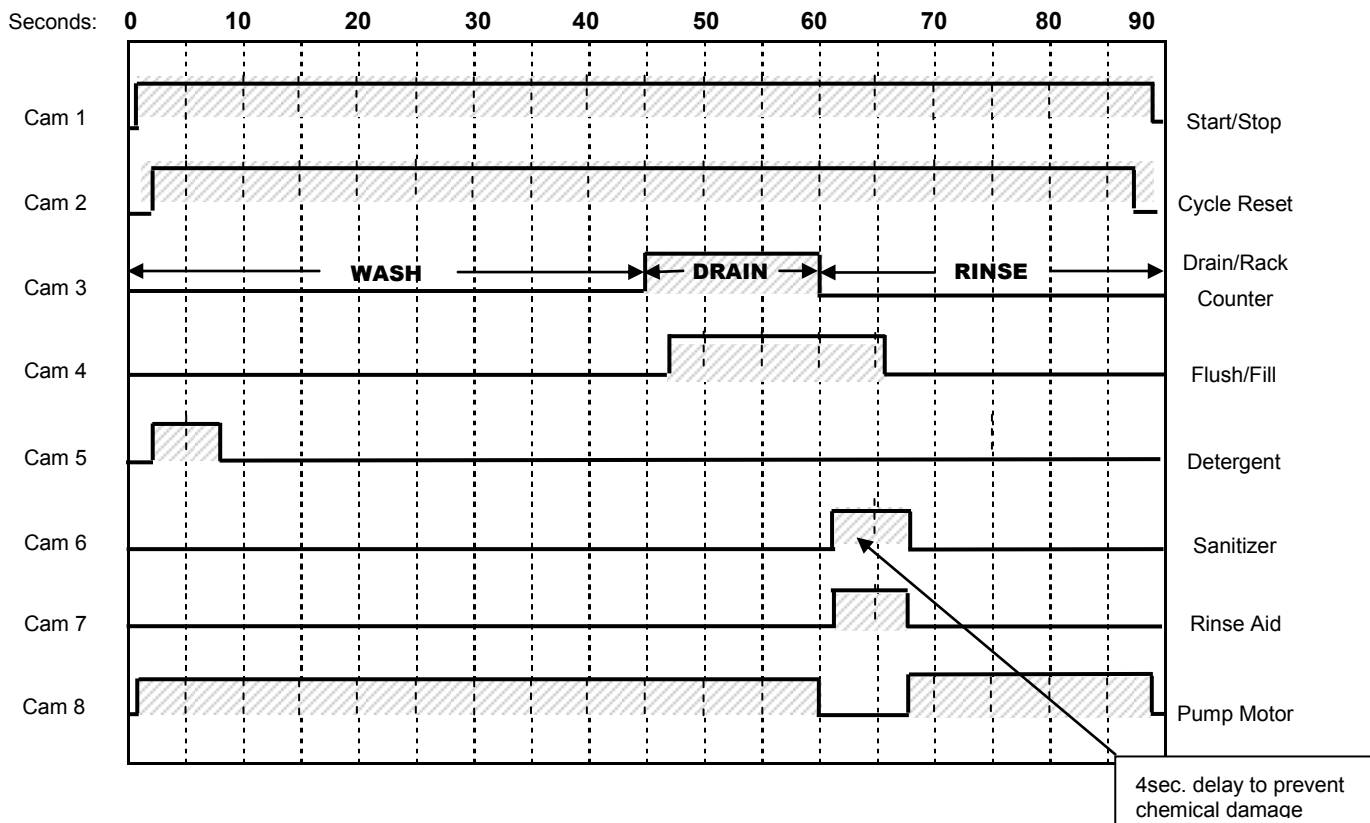 Seconds: 0 10 20 30 40 50 60 70 80 90
Cam 1 Start/Stop
Cam 2 Cycle Reset
WASH DRAIN RINSE
Drain/Rack
Cam 3 Counter
Cam 4 Flush/Fill
Cam 5 Detergent
Cam 6 Sanitizer
Cam 7 Rinse Aid
Cam 8 Pump Motor
4sec. delay to prevent
chemical damage